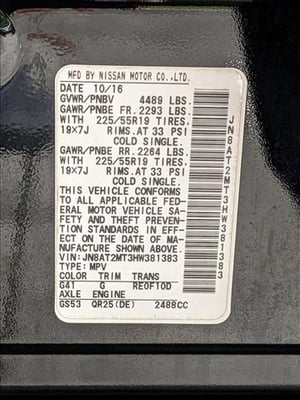 MFD BY NISSAN MOTOR CO.,LTD.
DATE 10/16
GVWR/PNBV 4489 LBS.
GAWR/PNBE FR. 2293 LBS.
WITH 225/55R19 TIRES.
19×7J RIMS.AT 33 PSI
COLD SINGLE.
GAWR/PNBE RR. 2264 LBS.
WITH 225/55R19 TIRES.
19×7J RIMS.AT 33 PSI
COLD SINGLE.
THIS VEHICLE CONFORMS
TO ALL APPLICABLE FED-
ERAL MOTOR VEHICLE SA-
FETY AND THEFT PREVEN-
TION STANDARDS IN EFF-
ECT ON THE DATE OF MA-
NUFACTURE SHOWN ABOVE.
VIN:JN8AT2MT3HW381383
TYPE:MPV
COLOR TRIM TRANS
G41 G RE0F10D
AXLE ENGINE
GS53 QR25(DE) 2488CC
JN8AT2MT3HW381383